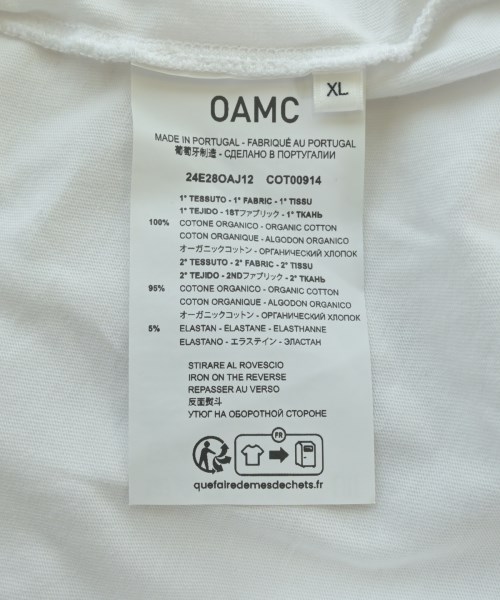 XL
OAMC
MADE IN PORTUGAL - FABRIQUÉ AU PORTUGAL
葡萄牙制造 - СДЕЛАНО В ПОРТУГАЛИИ
24E28OAJ12 COT00914
1° TESSUTO - 1° FABRIC - 1° TISSU
1° TEJIDO - 1STファブリック - 1° ТКАНЬ
100% COTONE ORGANICO - ORGANIC COTTON
COTON ORGANIQUE - ALGODON ORGANICO
オーガニックコットン - ОРГАНИЧЕСКИЙ ХЛОПОК
2° TESSUTO - 2° FABRIC - 2° TISSU
2° TEJIDO - 2NDファブリック - 2° ТКАНЬ
95% COTONE ORGANICO - ORGANIC COTTON
COTON ORGANIQUE - ALGODON ORGANICO
オーガニックコットン - ОРГАНИЧЕСКИЙ ХЛОПОК
5% ELASTAN - ÉLASTANE - ELASTHANNE
ELASTANO - エラステイン - ЭЛАСТАН
STIRARE AL ROVESCIO
IRON ON THE REVERSE
REPASSER AU VERSO
反面熨斗
УТЮГ НА ОБОРОТНОЙ СТОРОНЕ
FR
quefairedemesdechets.fr